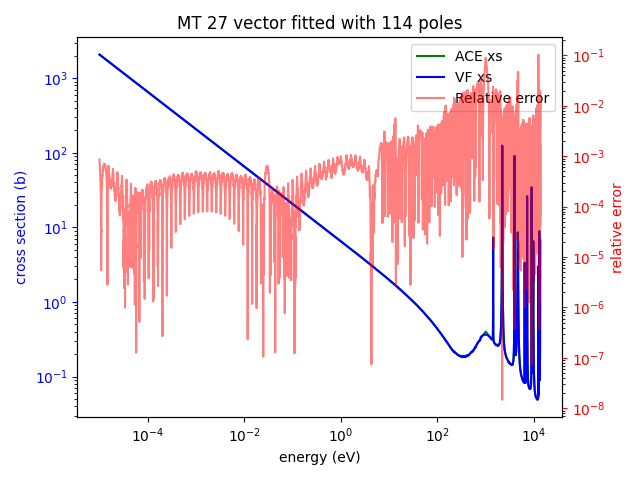 MT 27 vector fitted with 114 poles
ACE xs
VF xs
Relative error
cross section (b)
10^3
10^2
10^1
10^0
10^-1
relative error
10^-1
10^-2
10^-3
10^-4
10^-5
10^-6
10^-7
10^-8
10^-4
10^-2
10^0
10^2
10^4
energy (eV)